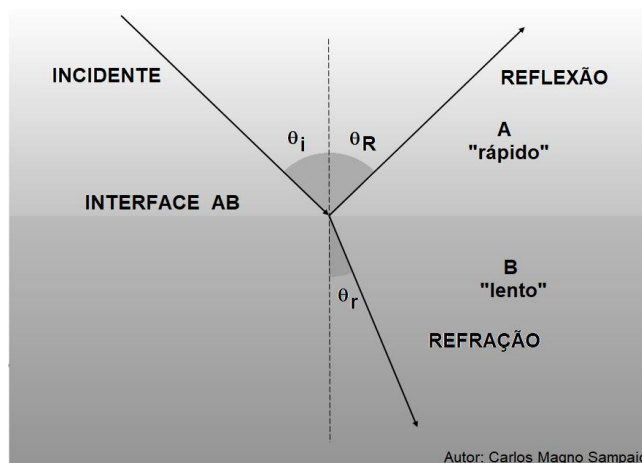 INCIDENTE
REFLEXÃO
θi
θR
A
"rápido"
INTERFACE AB
B
"lento"
θr
REFRAÇÃO
Autor: Carlos Magno Sampaio